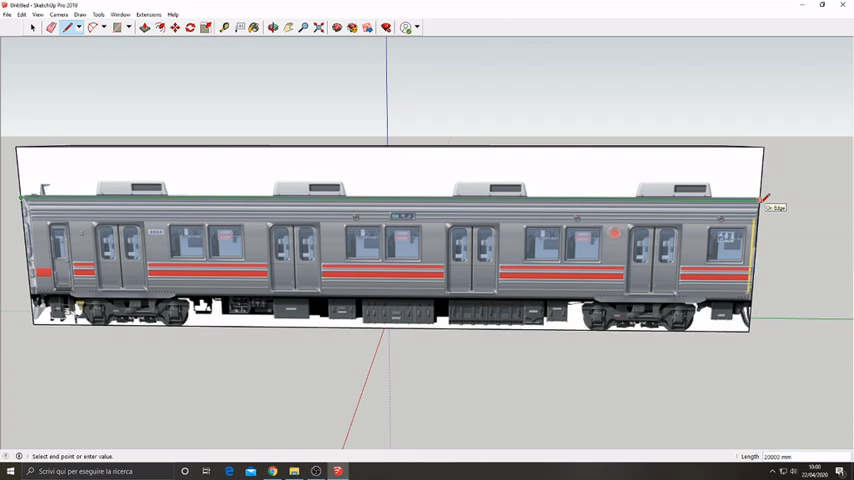 Untitled - SketchUp Pro 2019
File Edit View Camera Draw Tools Window Extensions Help
On Edge
Select end point or enter value.
Length 20000 mm
Scrivi qui per eseguire la ricerca
10:00
22/04/2020